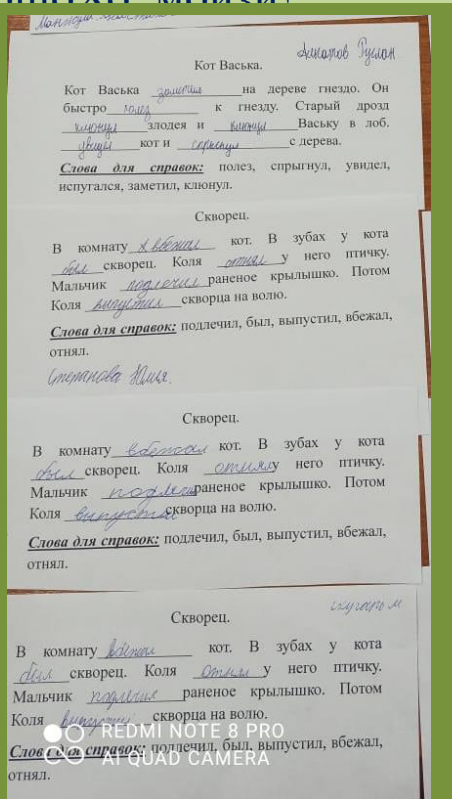 Кот Васька.
Кот Васька заметил на дереве гнездо. Он
быстро полез к гнезду. Старый дрозд
клюнул злодея и клюнул Ваську в лоб.
увидел кот и спрыгнул с дерева.
Слова для справок: полез, спрыгнул, увидел,
испугался, заметил, клюнул.
Скворец.
В комнату вбежал кот. В зубах у кота
был скворец. Коля отнял у него птичку.
Мальчик подлечил раненое крылышко. Потом
Коля выпустил скворца на волю.
Слова для справок: подлечил, был, выпустил, вбежал,
отнял.
Степанова Юлия.
Скворец.
В комнату вбежал кот. В зубах у кота
был скворец. Коля отнял у него птичку.
Мальчик подлечил раненое крылышко. Потом
Коля выпустил скворца на волю.
Слова для справок: подлечил, был, выпустил, вбежал,
отнял.
Скворец.
В комнату вбежал кот. В зубах у кота
был скворец. Коля отнял у него птичку.
Мальчик подлечил раненое крылышко. Потом
Коля выпустил скворца на волю.
REDMI NOTE 8 PRO
Слова для справок: подлечил, был, выпустил, вбежал,
AI QUAD CAMERA
отнял.